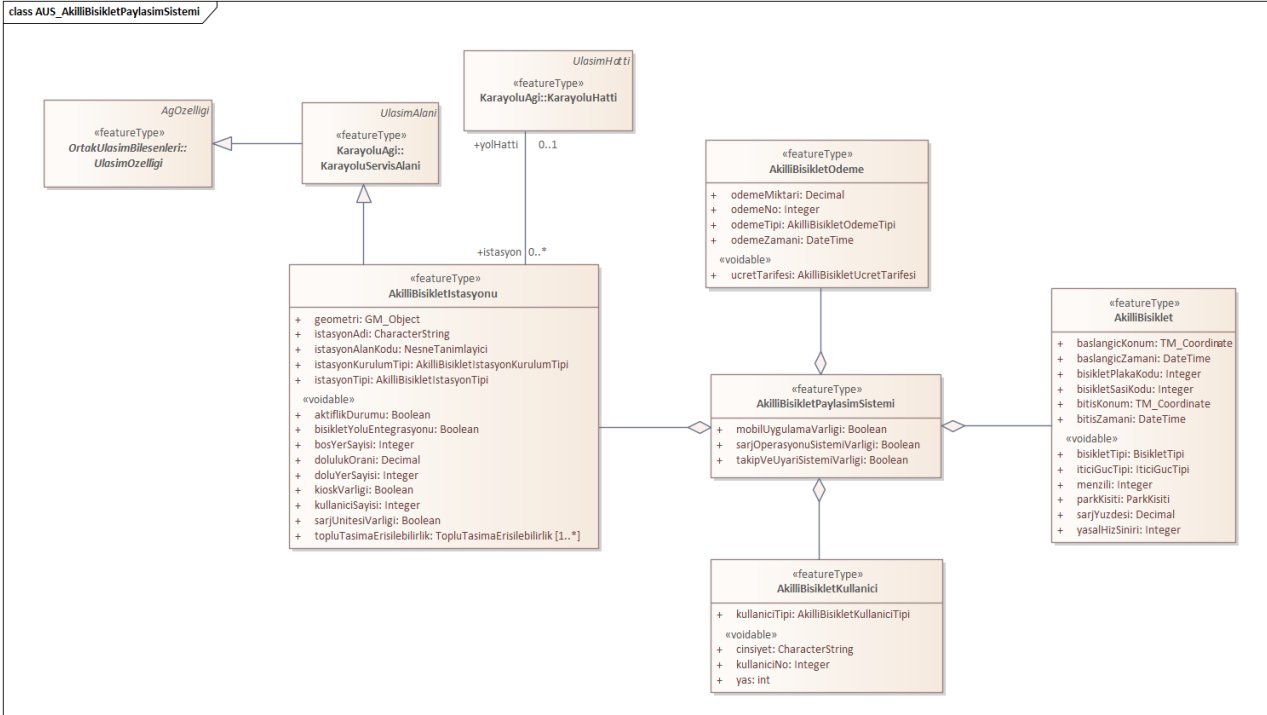 class AUS_AkilliBisikletPaylasimSistemi
UlasimHatti
«featureType»
KarayoluAgi::KarayoluHatti
AgOzelligi
«featureType»
OrtakUlasimBilesenleri::
UlasimOzelligi
UlasimAlani
«featureType»
KarayoluAgi::
KarayoluServisAlani
+yolHatti 0..1
+istasyon 0..*
«featureType»
AkilliBisikletIstasyonu
+ geometri: GM_Object
+ istasyonAdi: CharacterString
+ istasyonAlanKodu: NesneTanimlayici
+ istasyonKurulumTipi: AkilliBisikletIstasyonKurulumTipi
+ istasyonTipi: AkilliBisikletIstasyonTipi
«voidable»
+ aktiflikDurumu: Boolean
+ bisikletYoluEntegrasyonu: Boolean
+ bosYerSayisi: Integer
+ dolulukOrani: Decimal
+ doluYerSayisi: Integer
+ kioskVarligi: Boolean
+ kullaniciSayisi: Integer
+ sarjUnitesiVarligi: Boolean
+ topluTasimaErisilebilirlik: TopluTasimaErisilebilirlik [1..*]
«featureType»
AkilliBisikletOdeme
+ odemeMiktari: Decimal
+ odemeNo: Integer
+ odemeTipi: AkilliBisikletOdemeTipi
+ odemeZamani: DateTime
«voidable»
+ ucretTarifesi: AkilliBisikletUcretTarifesi
«featureType»
AkilliBisikletPaylasimSistemi
+ mobilUygulamaVarligi: Boolean
+ sarjOperasyonuSistemiVarligi: Boolean
+ takipVeUyariSistemiVarligi: Boolean
«featureType»
AkilliBisiklet
+ baslangicKonum: TM_Coordinate
+ baslangicZamani: DateTime
+ bisikletPlakaKodu: Integer
+ bisikletSasiKodu: Integer
+ bitisKonum: TM_Coordinate
+ bitisZamani: DateTime
«voidable»
+ bisikletTipi: BisikletTipi
+ iticiGucTipi: IticiGucTipi
+ menzili: Integer
+ parkKisiti: ParkKisiti
+ sarjYuzdesi: Decimal
+ yasalHizSiniri: Integer
«featureType»
AkilliBisikletKullanici
+ kullaniciTipi: AkilliBisikletKullaniciTipi
«voidable»
+ cinsiyet: CharacterString
+ kullaniciNo: Integer
+ yas: int